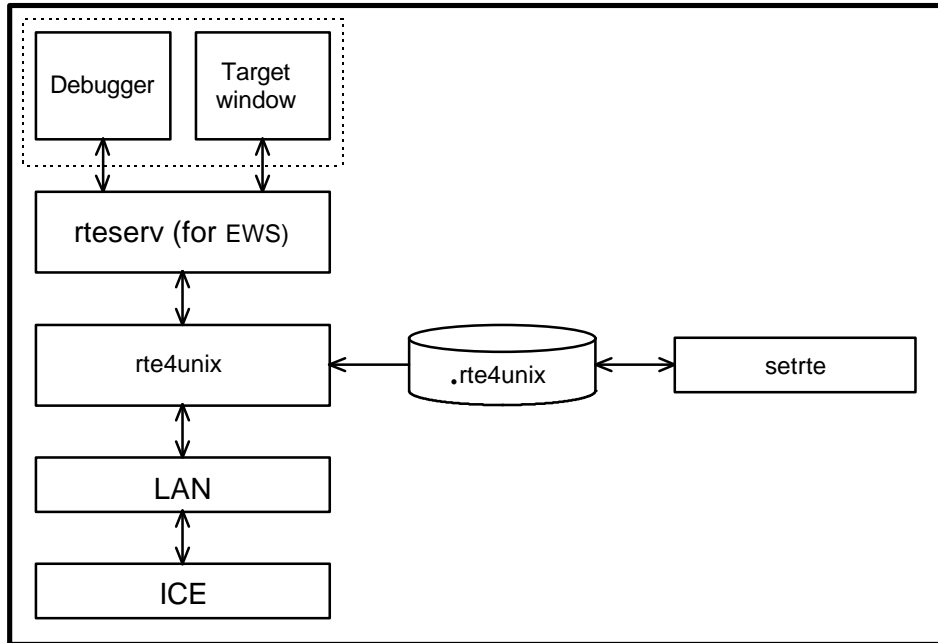 Debugger
Target
window
rteserv (for EWS)
rte4unix
.rte4unix
setrte
LAN
ICE